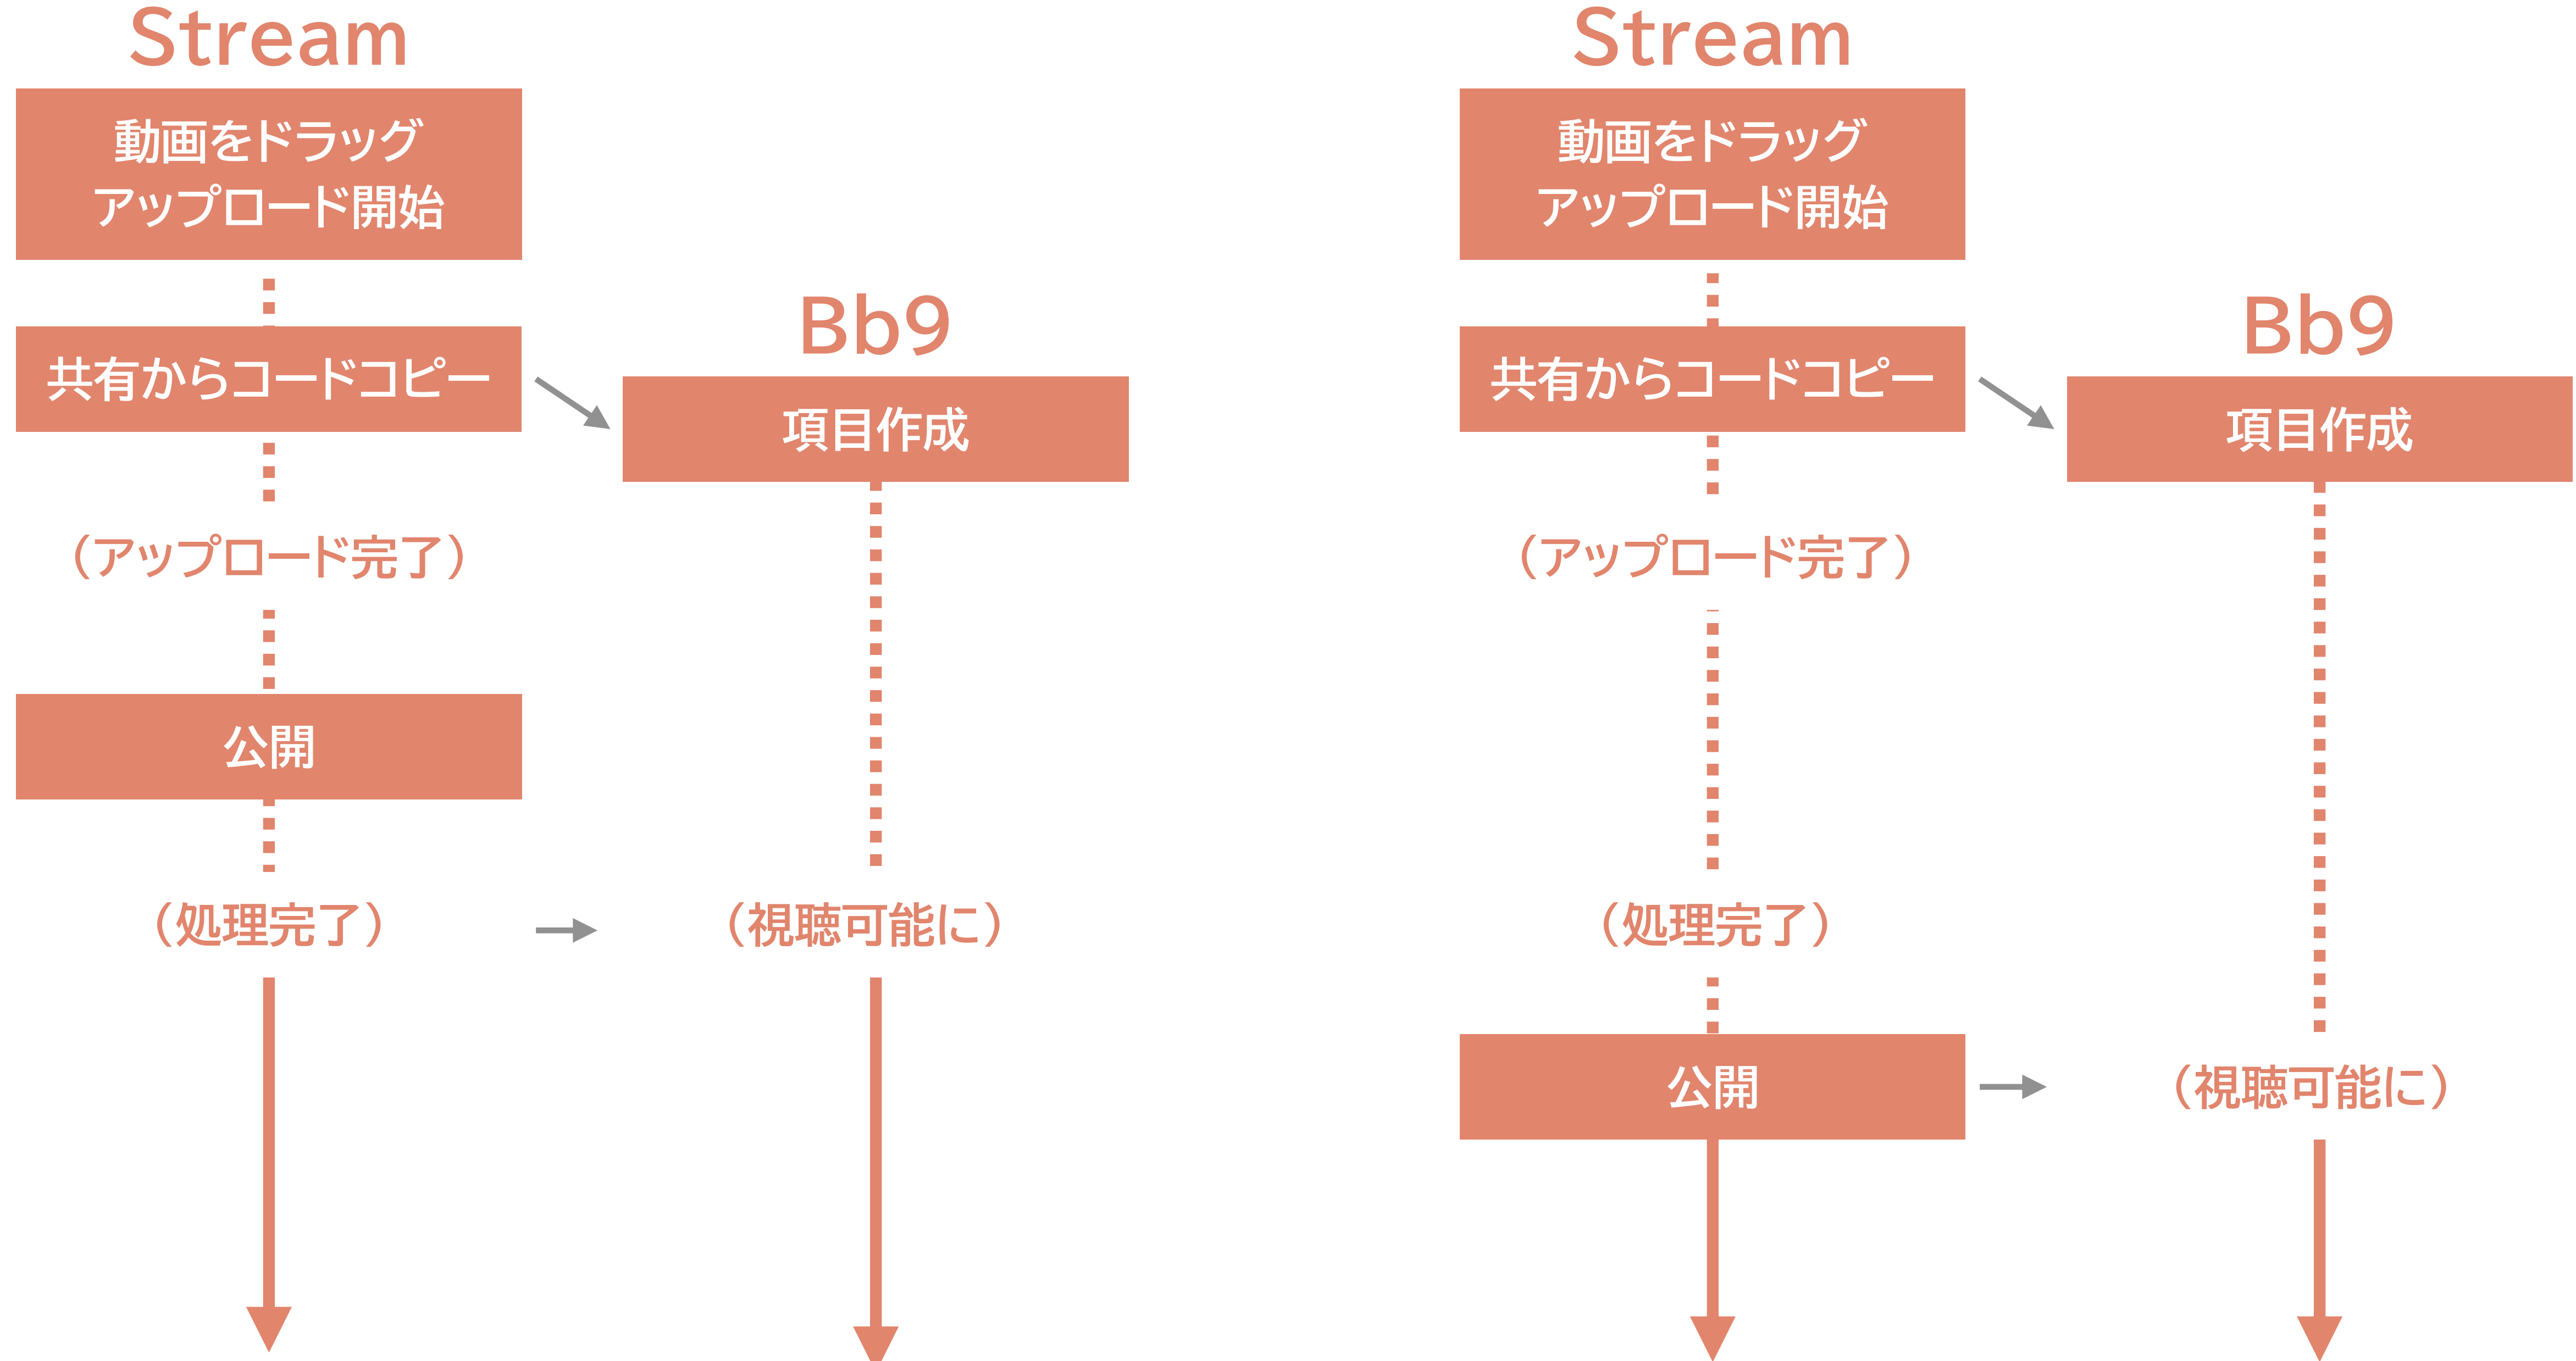 Stream
動画をドラッグ
アップロード開始
共有からコードコピー
Bb9
項目作成
（アップロード完了）
公開
（処理完了）
（視聴可能に）
Stream
動画をドラッグ
アップロード開始
共有からコードコピー
Bb9
項目作成
（アップロード完了）
（処理完了）
公開
（視聴可能に）